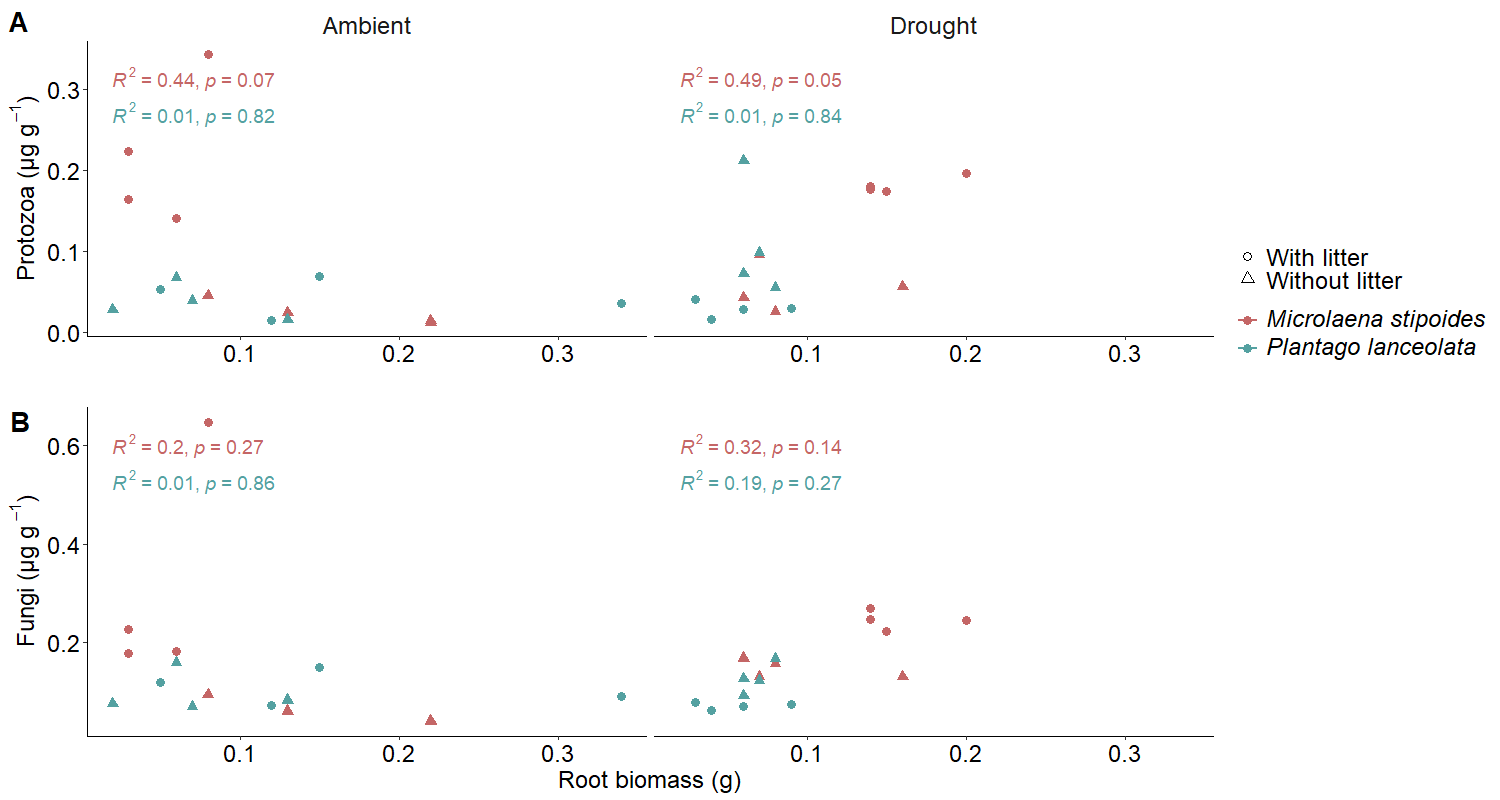 A
Ambient
Drought
Protozoa (µg g⁻¹)
0.3
0.2
0.1
0.0
R² = 0.44, p = 0.07
R² = 0.01, p = 0.82
R² = 0.49, p = 0.05
R² = 0.01, p = 0.84
0.1
0.2
0.3
0.1
0.2
0.3
With litter
Without litter
Microlaena stipoides
Plantago lanceolata
B
Fungi (µg g⁻¹)
0.6
0.4
0.2
R² = 0.2, p = 0.27
R² = 0.01, p = 0.86
R² = 0.32, p = 0.14
R² = 0.19, p = 0.27
0.1
0.2
0.3
0.1
0.2
0.3
Root biomass (g)